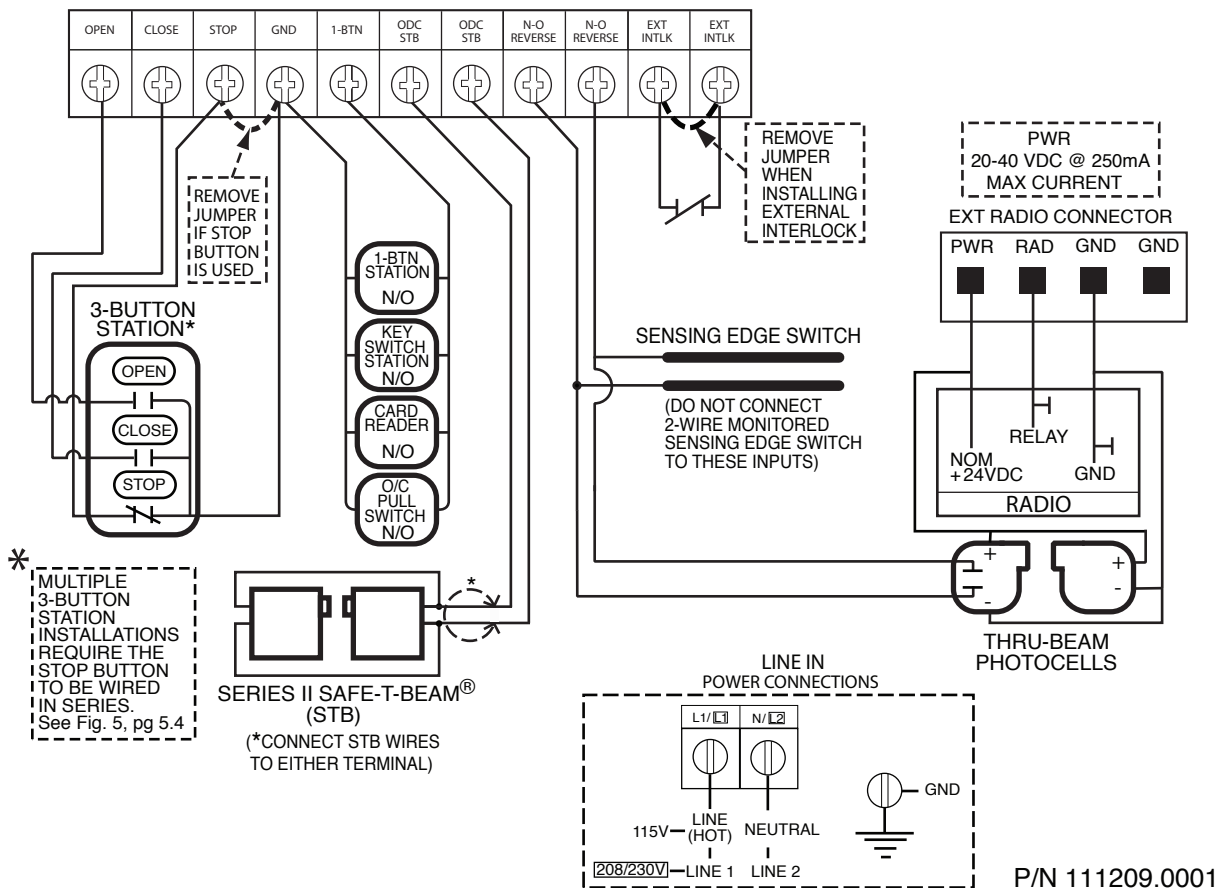 OPEN CLOSE STOP GND 1-BTN ODC STB ODC STB N-O REVERSE N-O REVERSE EXT INTLK EXT INTLK
REMOVE
JUMPER
IF STOP
BUTTON
IS USED
REMOVE
JUMPER
WHEN
INSTALLING
EXTERNAL
INTERLOCK
PWR
20-40 VDC @ 250mA
MAX CURRENT
EXT RADIO CONNECTOR
PWR RAD GND GND
3-BUTTON
STATION*
OPEN
CLOSE
STOP
1-BTN
STATION
N/O
KEY
SWITCH
STATION
N/O
CARD
READER
N/O
O/C
PULL
SWITCH
N/O
SENSING EDGE SWITCH
(DO NOT CONNECT
2-WIRE MONITORED
SENSING EDGE SWITCH
TO THESE INPUTS)
RELAY
NOM
+24VDC
GND
RADIO
+
-
+
-
THRU-BEAM
PHOTOCELLS
*
MULTIPLE
3-BUTTON
STATION
INSTALLATIONS
REQUIRE THE
STOP BUTTON
TO BE WIRED
IN SERIES.
See Fig. 5, pg 5.4
*
SERIES II SAFE-T-BEAM®
(STB)
(*CONNECT STB WIRES
TO EITHER TERMINAL)
LINE IN
POWER CONNECTIONS
L1/L1 N/L2
GND
115V LINE (HOT) NEUTRAL
208/230V LINE 1 LINE 2
P/N 111209.0001